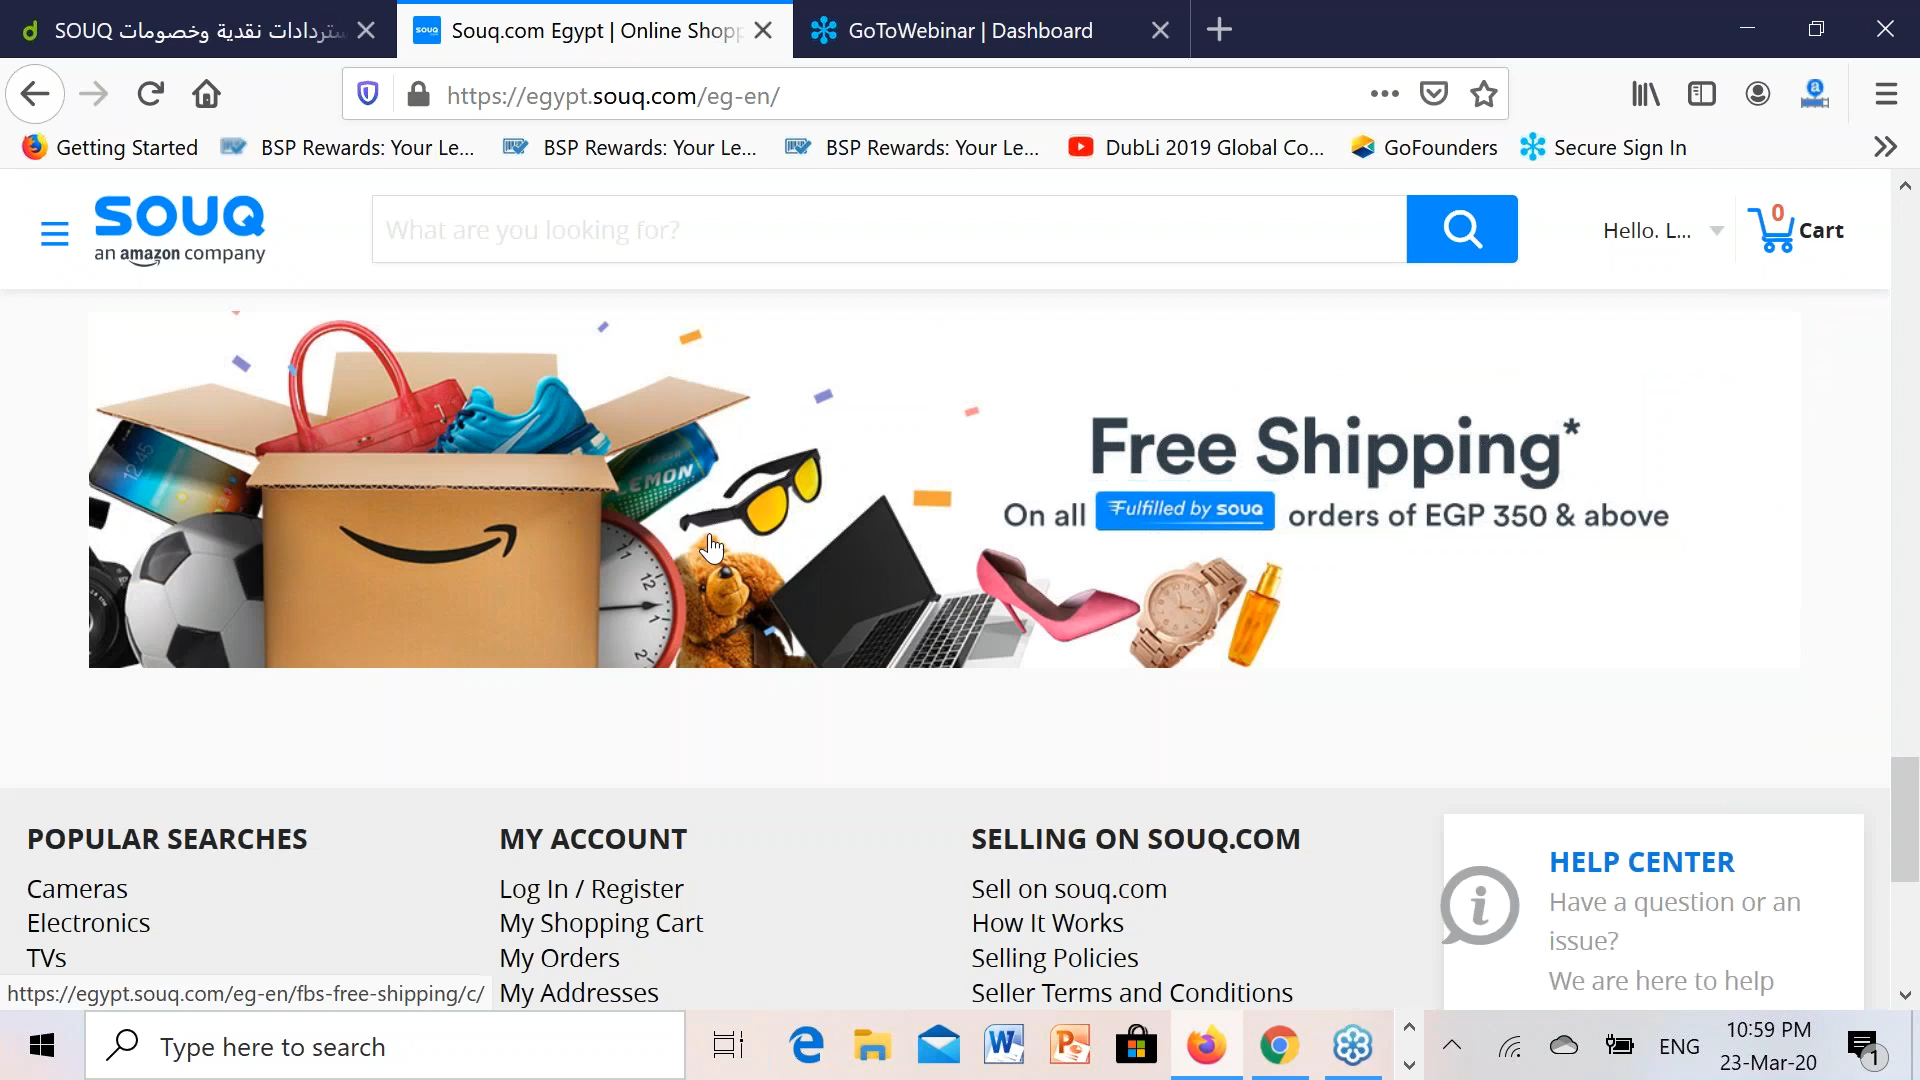 SOUQ ستردادات نقدية وخصومات
Souq.com Egypt | Online Shopp
GoToWebinar | Dashboard
https://egypt.souq.com/eg-en/
Getting Started
BSP Rewards: Your Le...
BSP Rewards: Your Le...
BSP Rewards: Your Le...
DubLi 2019 Global Co...
GoFounders
Secure Sign In
souq
an amazon company
What are you looking for?
Hello. L...
0
Cart
12:45
LEMON
Free Shipping*
On all Fulfilled by souq orders of EGP 350 & above
POPULAR SEARCHES
Cameras
Electronics
TVs
MY ACCOUNT
Log In / Register
My Shopping Cart
My Orders
My Addresses
SELLING ON SOUQ.COM
Sell on souq.com
How It Works
Selling Policies
Seller Terms and Conditions
HELP CENTER
Have a question or an
issue?
We are here to help
https://egypt.souq.com/eg-en/fbs-free-shipping/c/
Type here to search
ENG
10:59 PM
23-Mar-20
1